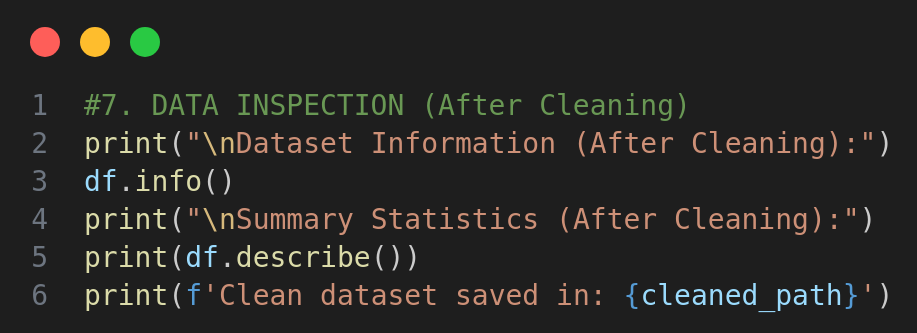 1 #7. DATA INSPECTION (After Cleaning)
2 print("\nDataset Information (After Cleaning):")
3 df.info()
4 print("\nSummary Statistics (After Cleaning):")
5 print(df.describe())
6 print(f'Clean dataset saved in: {cleaned_path}')